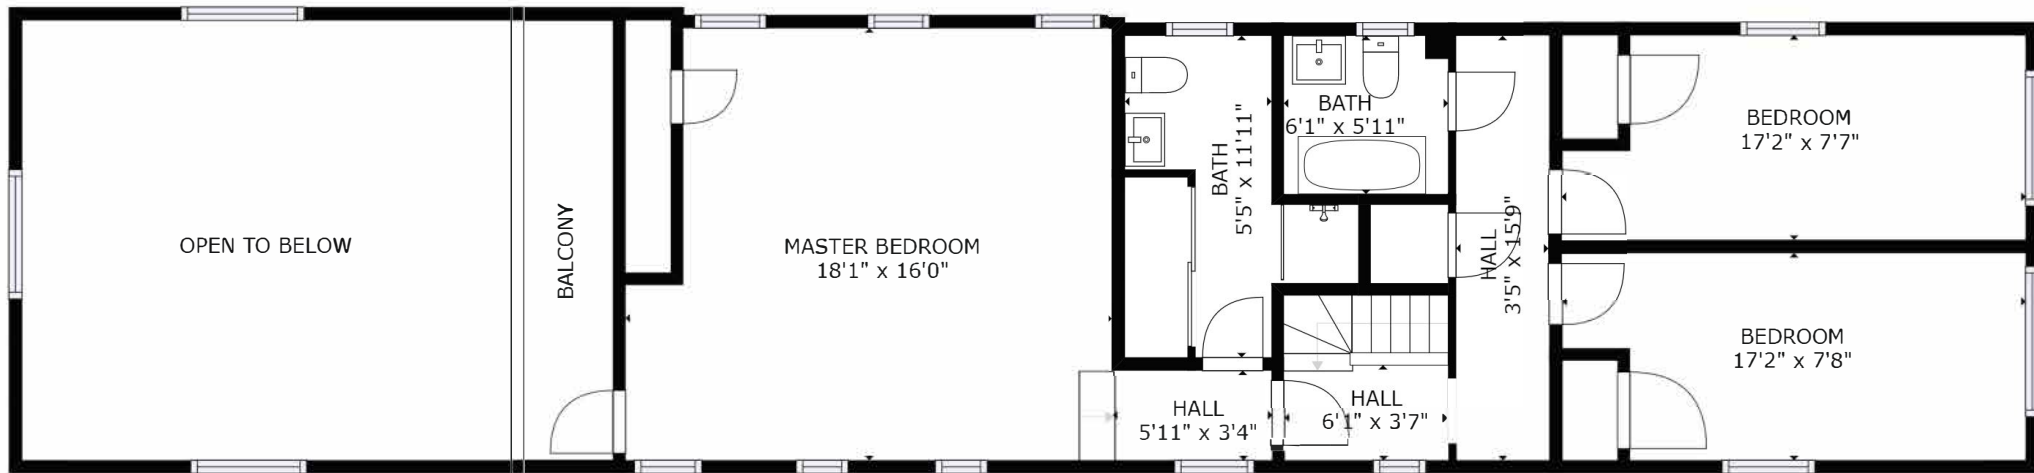 OPEN TO BELOW
BALCONY
MASTER BEDROOM
18'1" x 16'0"
BATH
5'5" x 11'11"
BATH
6'1" x 5'11"
HALL
5'11" x 3'4"
HALL
6'1" x 3'7"
HALL
3'5" x 15'9"
BEDROOM
17'2" x 7'7"
BEDROOM
17'2" x 7'8"